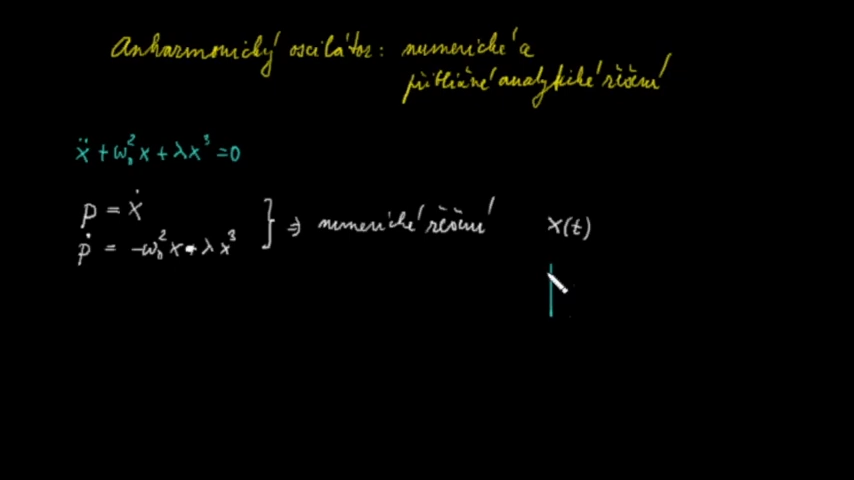 Anharmonický oscilátor: numerické a
přibližné analytické řešení
ẍ + ω₀²x + λx³ = 0
p = ẋ
ṗ = -ω₀²x - λx³ } ⇒ numerické řešení x(t)